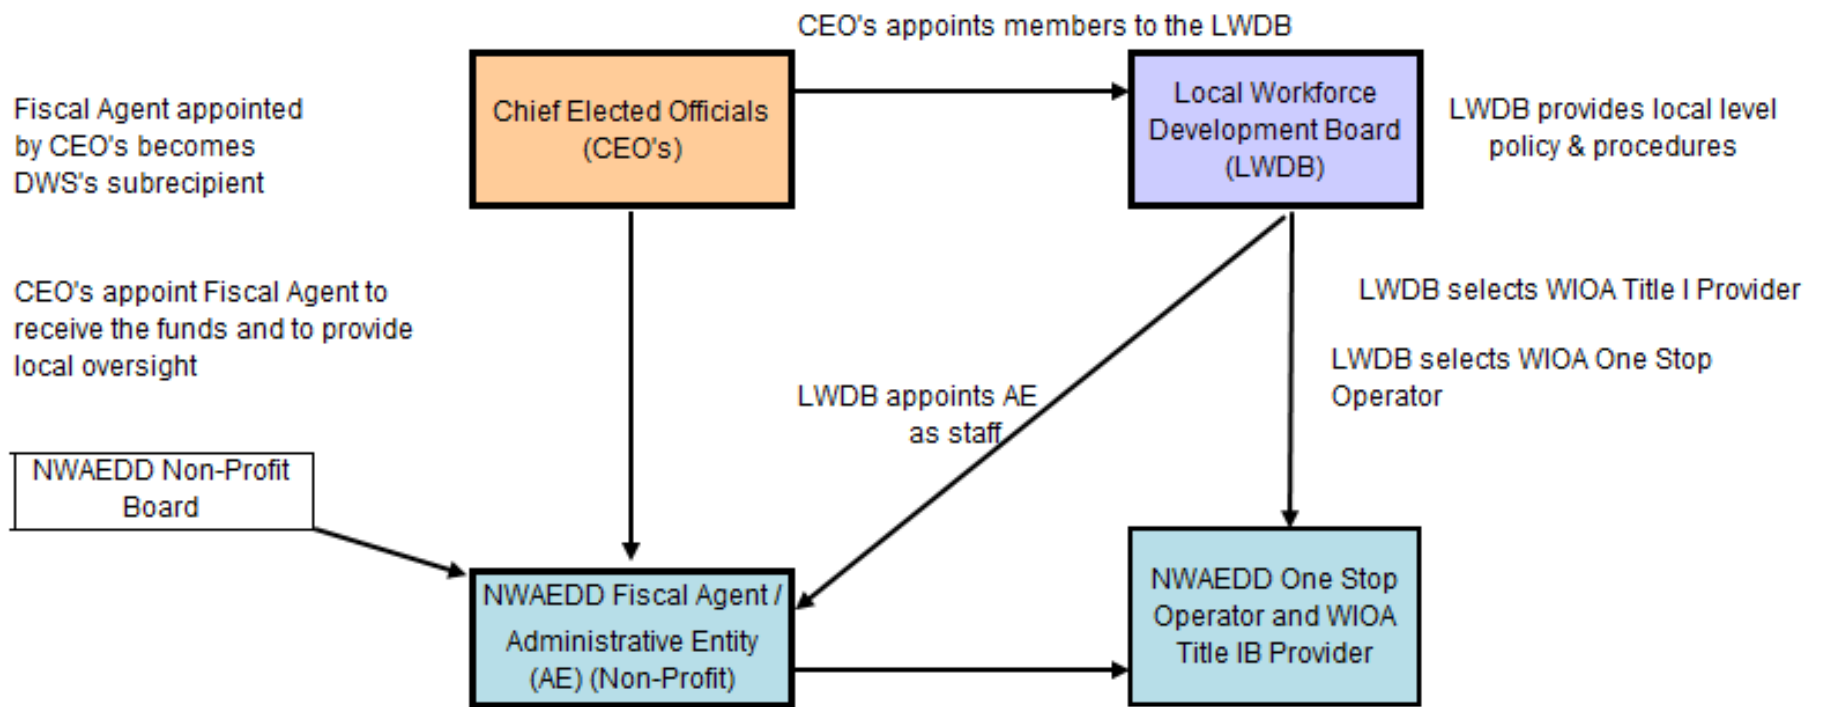 CEO's appoints members to the LWDB
Fiscal Agent appointed
by CEO's becomes
DWS's subrecipient
Chief Elected Officials
(CEO's)
Local Workforce
Development Board
(LWDB)
LWDB provides local level
policy & procedures
CEO's appoint Fiscal Agent to
receive the funds and to provide
local oversight
LWDB selects WIOA Title I Provider
LWDB selects WIOA One Stop
Operator
LWDB appoints AE
as staff
NWAEDD Non-Profit
Board
NWAEDD Fiscal Agent /
Administrative Entity
(AE) (Non-Profit)
NWAEDD One Stop
Operator and WIOA
Title IB Provider